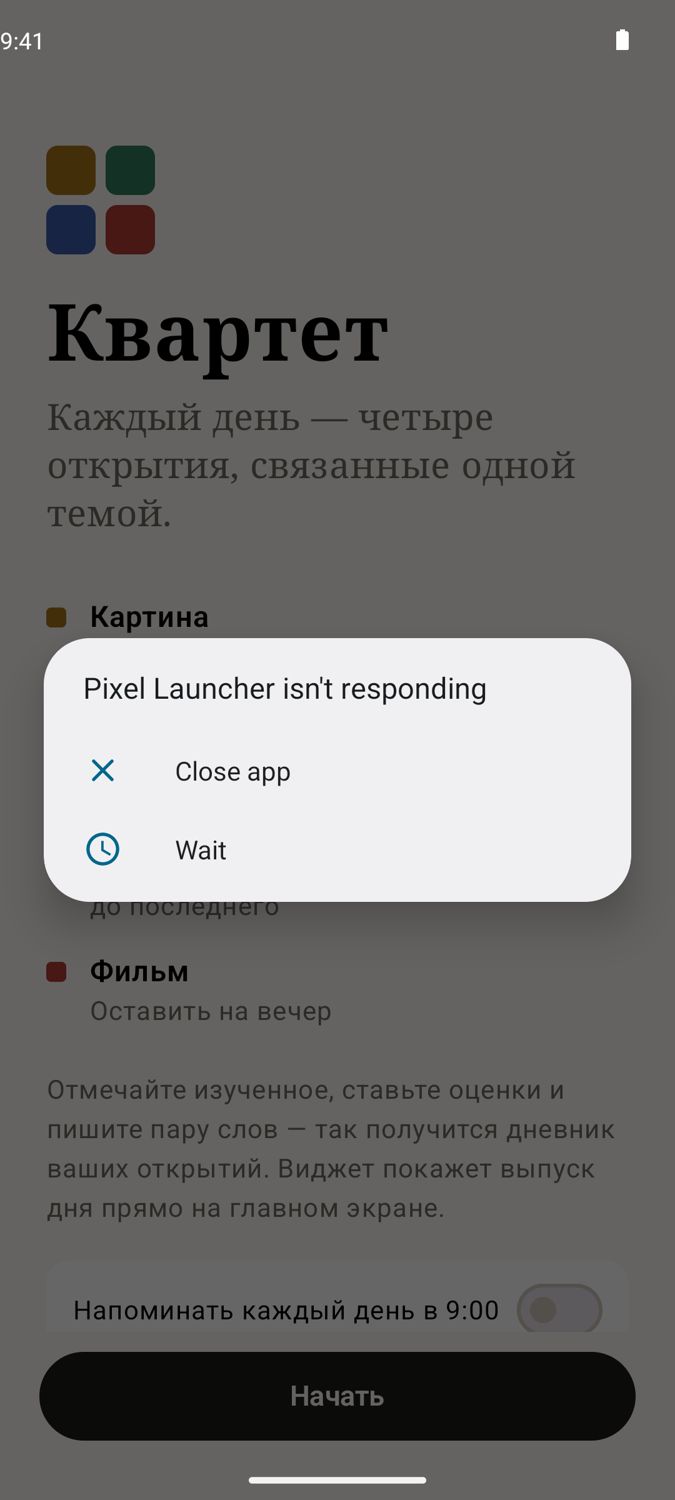 9:41
Квартет
Каждый день — четыре
открытия, связанные одной
темой.
Картина
Pixel Launcher isn't responding
Close app
Wait
до последнего
Фильм
Оставить на вечер
Отмечайте изученное, ставьте оценки и
пишите пару слов — так получится дневник
ваших открытий. Виджет покажет выпуск
дня прямо на главном экране.
Напоминать каждый день в 9:00
Начать